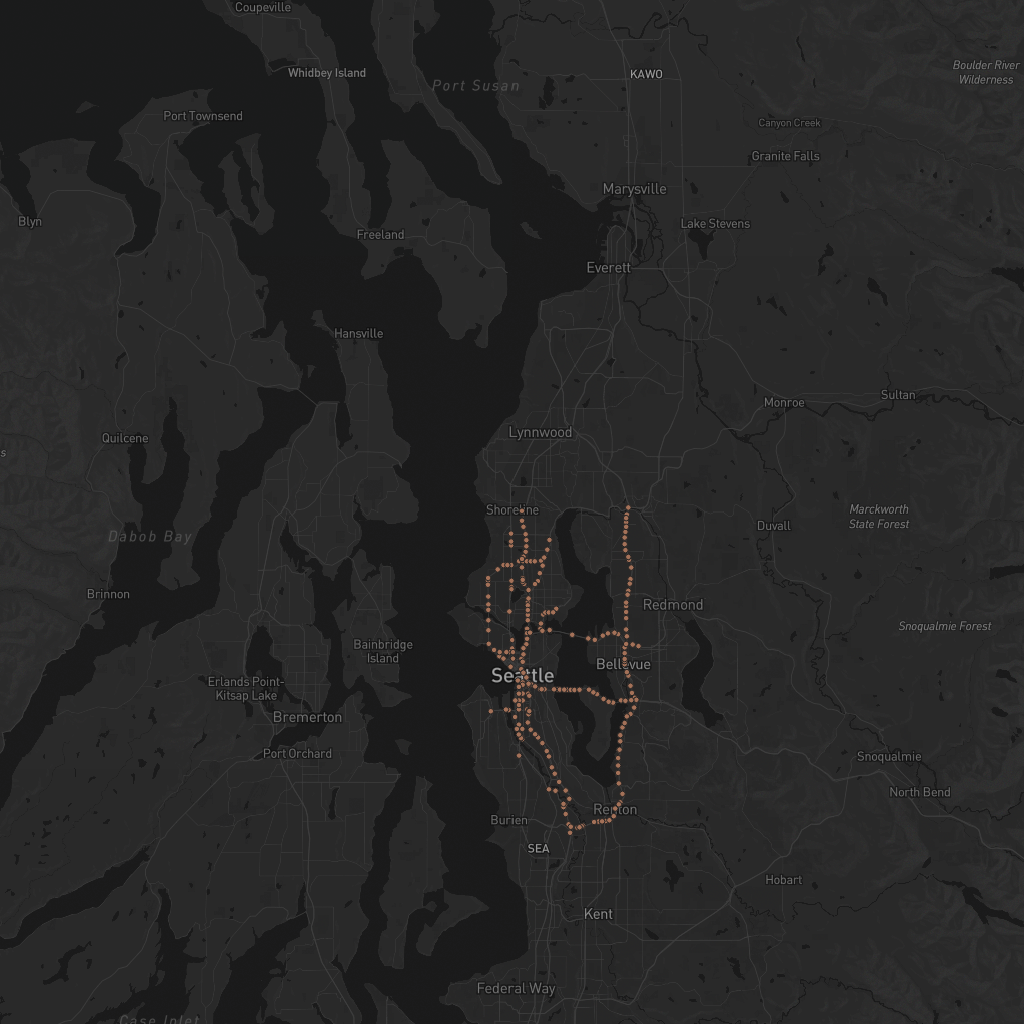 Coupeville
Boulder River
Wilderness
Whidbey Island
KAWO
Port Susan
Port Townsend
Canyon Creek
Granite Falls
Marysville
Blyn
Lake Stevens
Freeland
Everett
Hansville
Sultan
Monroe
Lynnwood
Quilcene
s
Shoreline
Marckworth
State Forest
Duvall
Dabob Bay
Brinnon
Redmond
Snoqualmie Forest
Bainbridge
Island
Bellevue
Seattle
Erlands Point-
Kitsap Lake
Bremerton
Port Orchard
Snoqualmie
North Bend
Renton
Burien
SEA
Hobart
Kent
Federal Way
Case Inlet